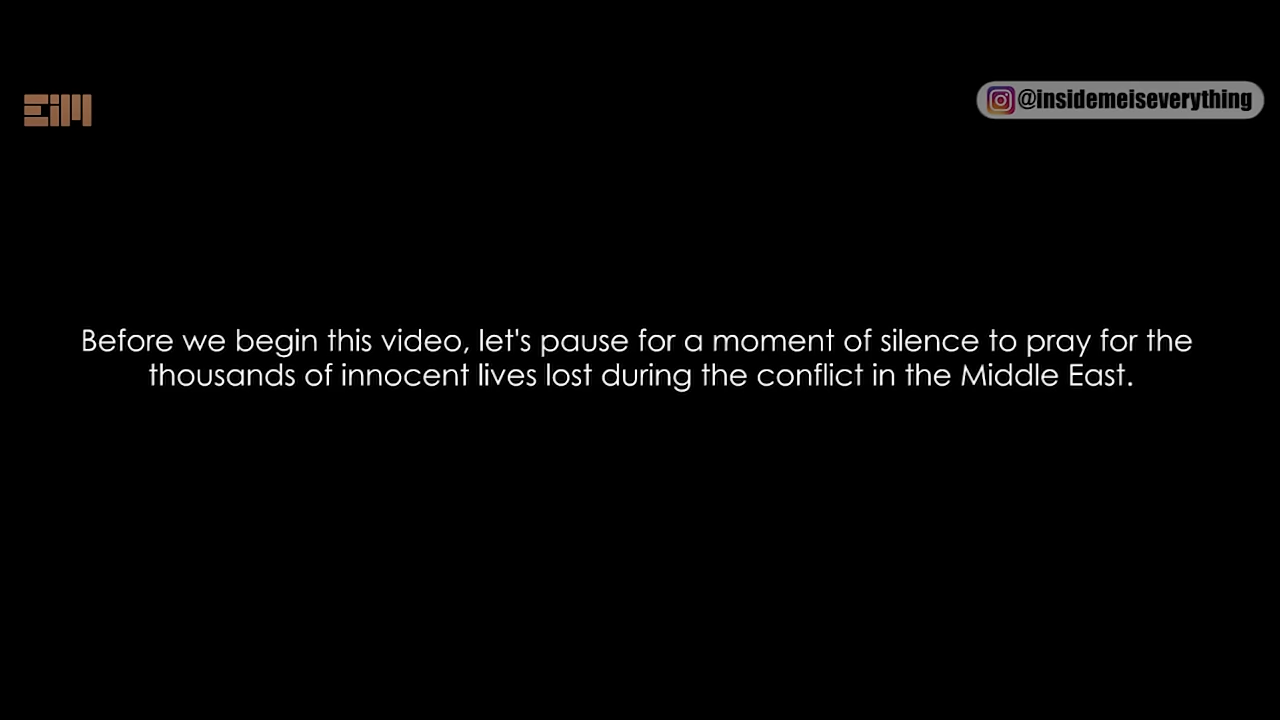 EiM
@insidemeiseverything
Before we begin this video, let's pause for a moment of silence to pray for the
thousands of innocent lives lost during the conflict in the Middle East.